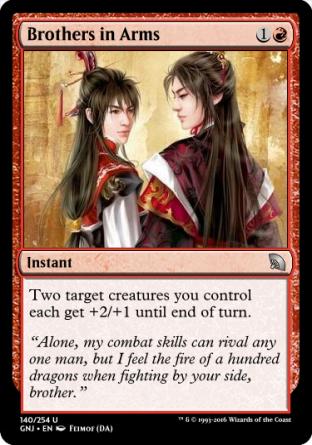 Brothers in Arms 1
Instant
Two target creatures you control
each get +2/+1 until end of turn.
“Alone, my combat skills can rival any
one man, but I feel the fire of a hundred
dragons when fighting by your side,
brother.”
140/254 U
GNJ • EN Feimof (DA)
™ & © 1993-2016 Wizards of the Coast